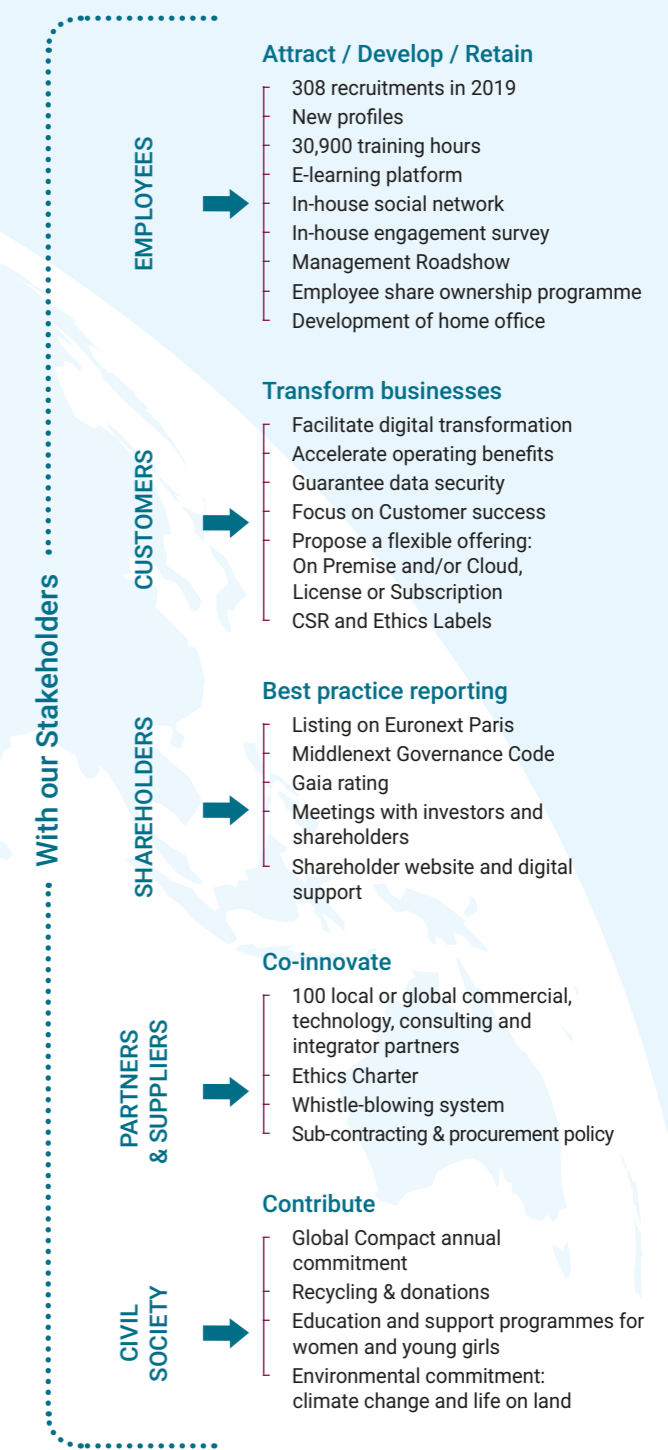 With our Stakeholders
EMPLOYEES
Attract / Develop / Retain
308 recruitments in 2019
New profiles
30,900 training hours
E-learning platform
In-house social network
In-house engagement survey
Management Roadshow
Employee share ownership programme
Development of home office
CUSTOMERS
Transform businesses
Facilitate digital transformation
Accelerate operating benefits
Guarantee data security
Focus on Customer success
Propose a flexible offering:
On Premise and/or Cloud,
License or Subscription
CSR and Ethics Labels
SHAREHOLDERS
Best practice reporting
Listing on Euronext Paris
Middlenext Governance Code
Gaia rating
Meetings with investors and
shareholders
Shareholder website and digital
support
PARTNERS
& SUPPLIERS
Co-innovate
100 local or global commercial,
technology, consulting and
integrator partners
Ethics Charter
Whistle-blowing system
Sub-contracting & procurement policy
CIVIL
SOCIETY
Contribute
Global Compact annual
commitment
Recycling & donations
Education and support programmes for
women and young girls
Environmental commitment:
climate change and life on land